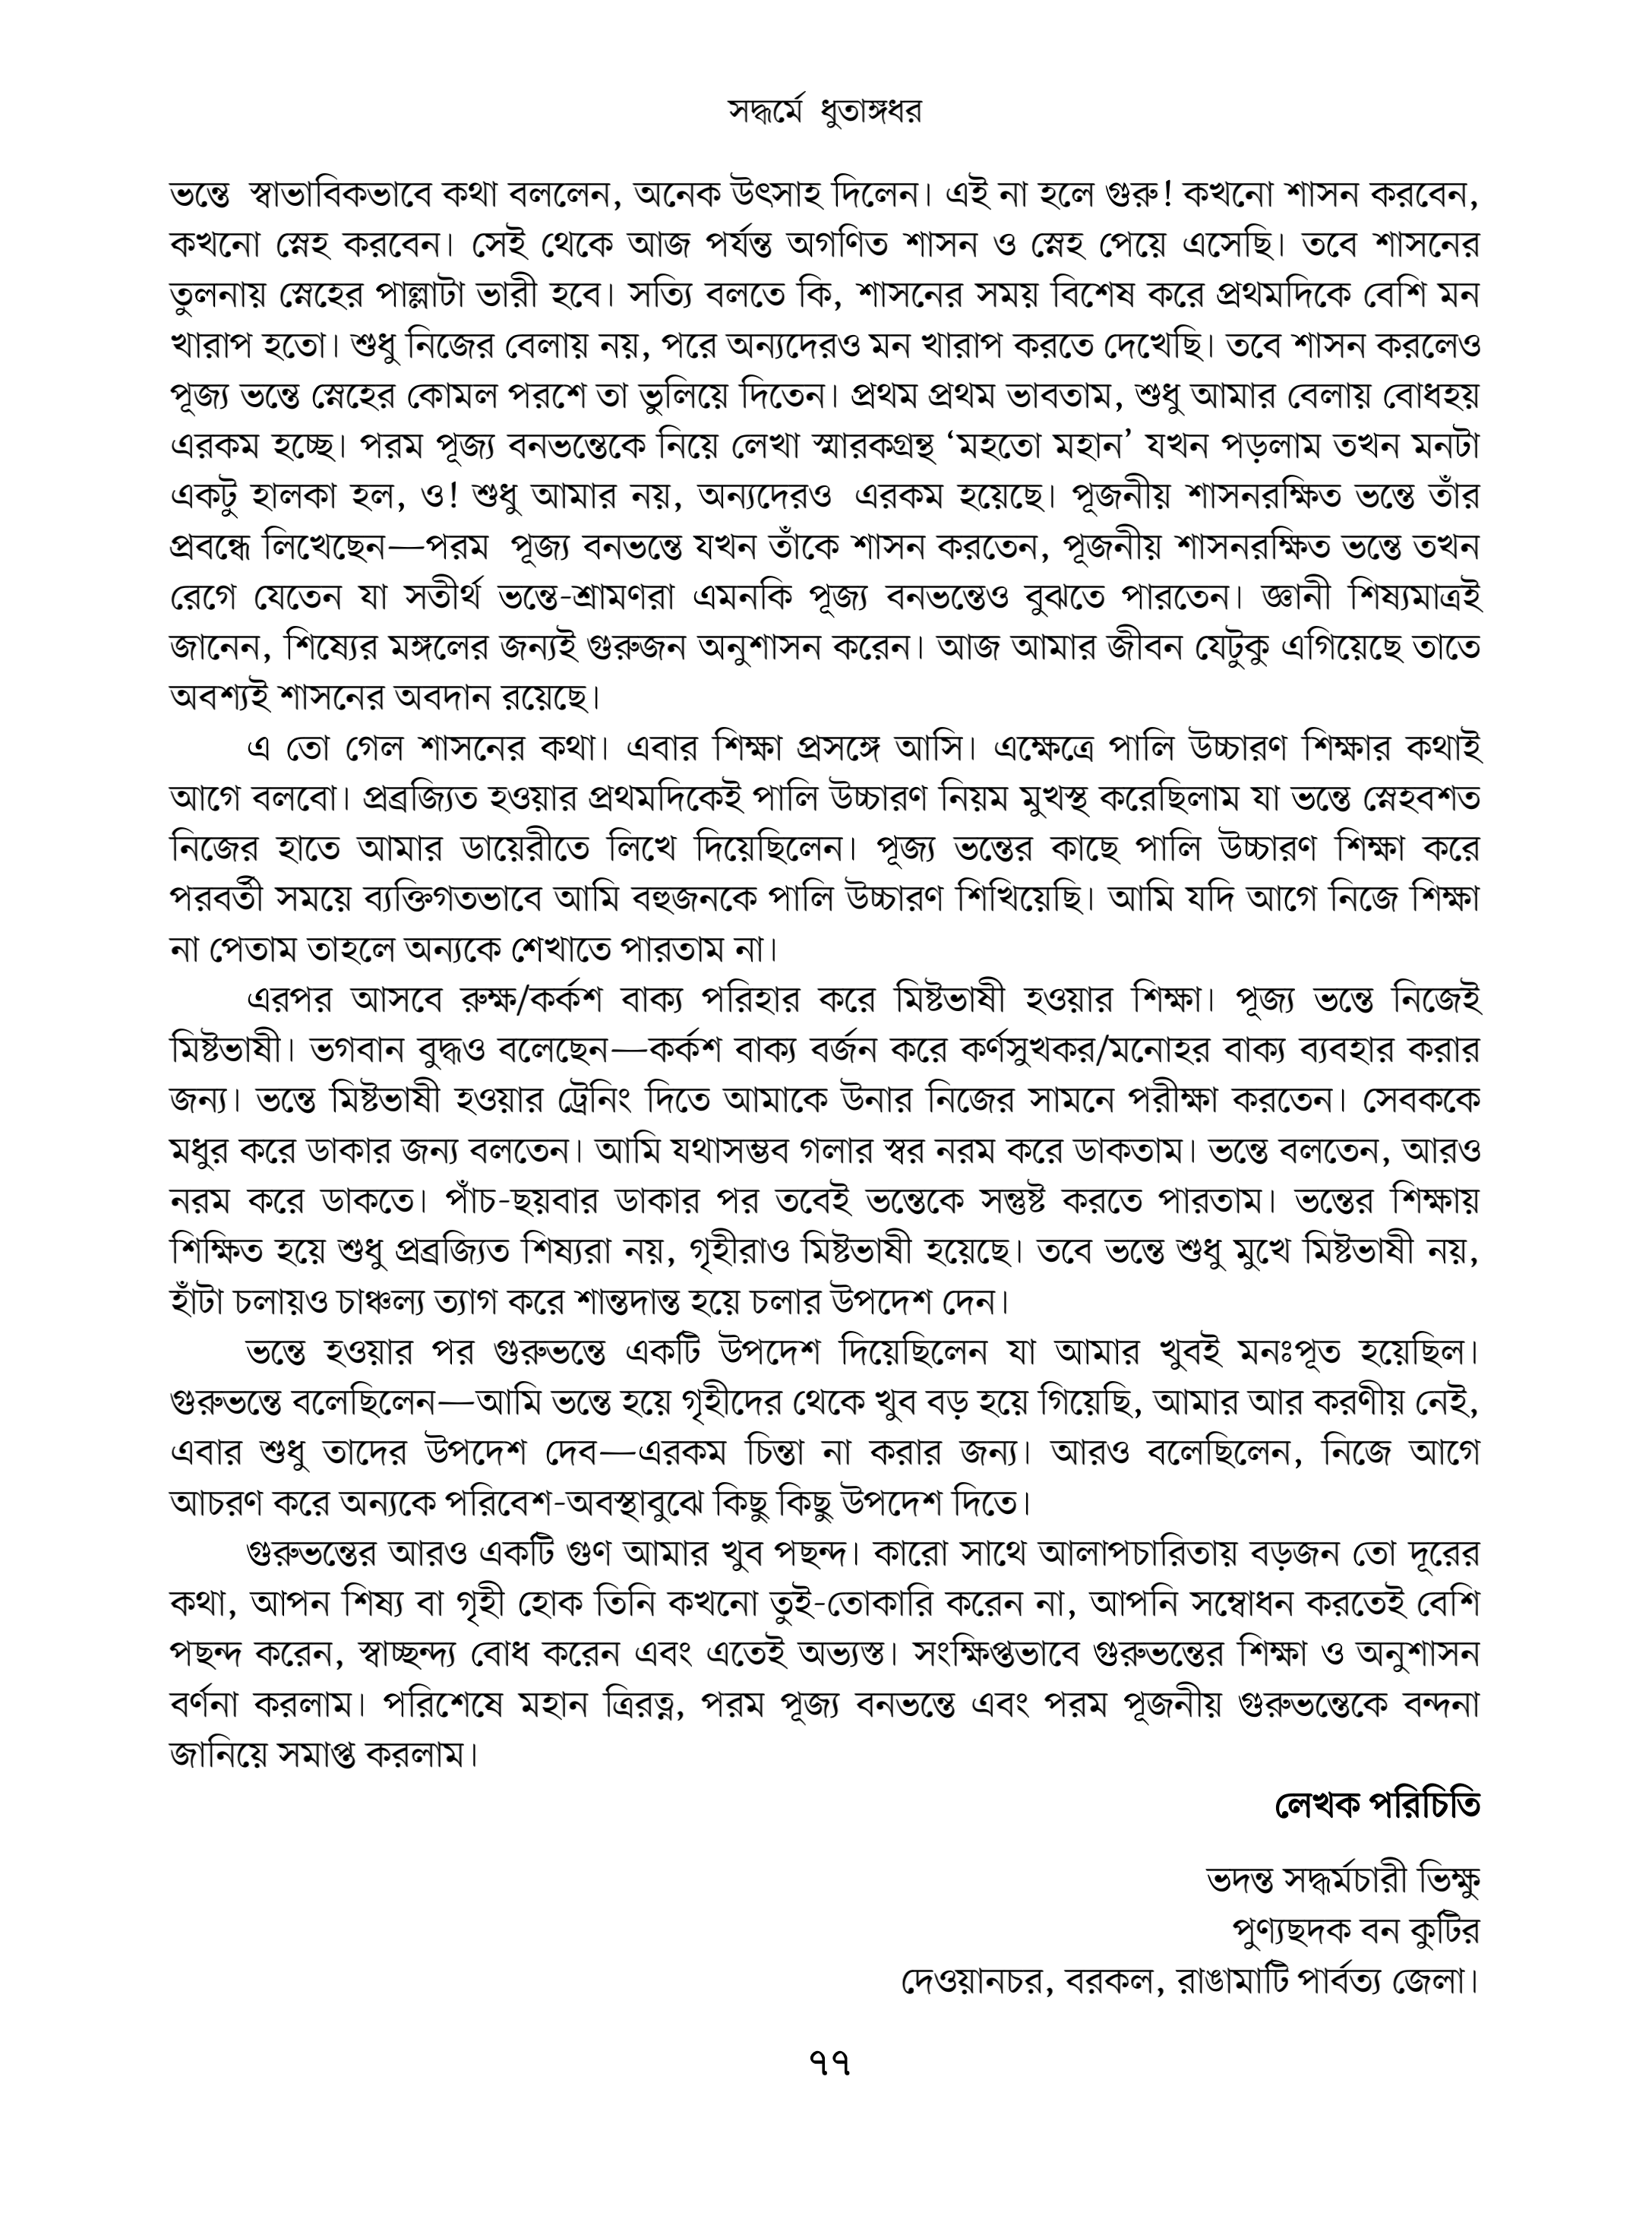 সদ্ধর্মে ধুতাঙ্গধর
ভন্তে স্বাভাবিকভাবে কথা বললেন, অনেক উৎসাহ দিলেন। এই না হলে গুরু! কখনো শাসন করবেন,
কখনো স্নেহ করবেন। সেই থেকে আজ পর্যন্ত অগণিত শাসন ও স্নেহ পেয়ে এসেছি। তবে শাসনের
তুলনায় স্নেহের পাল্লাটা ভারী হবে। সত্যি বলতে কি, শাসনের সময় বিশেষ করে প্রথমদিকে বেশি মন
খারাপ হতো। শুধু নিজের বেলায় নয়, পরে অন্যদেরও মন খারাপ করতে দেখেছি। তবে শাসন করলেও
পূজ্য ভন্তে স্নেহের কোমল পরশে তা ভুলিয়ে দিতেন। প্রথম প্রথম ভাবতাম, শুধু আমার বেলায় বোধহয়
এরকম হচ্ছে। পরম পূজ্য বনভন্তেকে নিয়ে লেখা স্মারকগ্রন্থ ‘মহতো মহান’ যখন পড়লাম তখন মনটা
একটু হালকা হল, ও! শুধু আমার নয়, অন্যদেরও এরকম হয়েছে। পূজনীয় শাসনরক্ষিত ভন্তে তাঁর
প্রবন্ধে লিখেছেন—পরম পূজ্য বনভন্তে যখন তাঁকে শাসন করতেন, পূজনীয় শাসনরক্ষিত ভন্তে তখন
রেগে যেতেন যা সতীর্থ ভন্তে-শ্রামণরা এমনকি পূজ্য বনভন্তেও বুঝতে পারতেন। জ্ঞানী শিষ্যমাত্রই
জানেন, শিষ্যের মঙ্গলের জন্যই গুরুজন অনুশাসন করেন। আজ আমার জীবন যেটুকু এগিয়েছে তাতে
অবশ্যই শাসনের অবদান রয়েছে।
এ তো গেল শাসনের কথা। এবার শিক্ষা প্রসঙ্গে আসি। এক্ষেত্রে পালি উচ্চারণ শিক্ষার কথাই
আগে বলবো। প্রব্রজ্যিত হওয়ার প্রথমদিকেই পালি উচ্চারণ নিয়ম মুখস্থ করেছিলাম যা ভন্তে স্নেহবশত
নিজের হাতে আমার ডায়েরীতে লিখে দিয়েছিলেন। পূজ্য ভন্তের কাছে পালি উচ্চারণ শিক্ষা করে
পরবর্তী সময়ে ব্যক্তিগতভাবে আমি বহুজনকে পালি উচ্চারণ শিখিয়েছি। আমি যদি আগে নিজে শিক্ষা
না পেতাম তাহলে অন্যকে শেখাতে পারতাম না।
এরপর আসবে রুক্ষ/কর্কশ বাক্য পরিহার করে মিষ্টভাষী হওয়ার শিক্ষা। পূজ্য ভন্তে নিজেই
মিষ্টভাষী। ভগবান বুদ্ধও বলেছেন—কর্কশ বাক্য বর্জন করে কর্ণসুখকর/মনোহর বাক্য ব্যবহার করার
জন্য। ভন্তে মিষ্টভাষী হওয়ার ট্রেনিং দিতে আমাকে উনার নিজের সামনে পরীক্ষা করতেন। সেবককে
মধুর করে ডাকার জন্য বলতেন। আমি যথাসম্ভব গলার স্বর নরম করে ডাকতাম। ভন্তে বলতেন, আরও
নরম করে ডাকতে। পাঁচ-ছয়বার ডাকার পর তবেই ভন্তেকে সন্তুষ্ট করতে পারতাম। ভন্তের শিক্ষায়
শিক্ষিত হয়ে শুধু প্রব্রজ্যিত শিষ্যরা নয়, গৃহীরাও মিষ্টভাষী হয়েছে। তবে ভন্তে শুধু মুখে মিষ্টভাষী নয়,
হাঁটা চলায়ও চাঞ্চল্য ত্যাগ করে শান্তদান্ত হয়ে চলার উপদেশ দেন।
ভন্তে হওয়ার পর গুরুভন্তে একটি উপদেশ দিয়েছিলেন যা আমার খুবই মনঃপূত হয়েছিল।
গুরুভন্তে বলেছিলেন—আমি ভন্তে হয়ে গৃহীদের থেকে খুব বড় হয়ে গিয়েছি, আমার আর করণীয় নেই,
এবার শুধু তাদের উপদেশ দেব—এরকম চিন্তা না করার জন্য। আরও বলেছিলেন, নিজে আগে
আচরণ করে অন্যকে পরিবেশ-অবস্থাবুঝে কিছু কিছু উপদেশ দিতে।
গুরুভন্তের আরও একটি গুণ আমার খুব পছন্দ। কারো সাথে আলাপচারিতায় বড়জন তো দূরের
কথা, আপন শিষ্য বা গৃহী হোক তিনি কখনো তুই-তোকারি করেন না, আপনি সম্বোধন করতেই বেশি
পছন্দ করেন, স্বাচ্ছন্দ্য বোধ করেন এবং এতেই অভ্যস্ত। সংক্ষিপ্তভাবে গুরুভন্তের শিক্ষা ও অনুশাসন
বর্ণনা করলাম। পরিশেষে মহান ত্রিরত্ন, পরম পূজ্য বনভন্তে এবং পরম পূজনীয় গুরুভন্তেকে বন্দনা
জানিয়ে সমাপ্ত করলাম।
লেখক পরিচিতি
ভদন্ত সদ্ধর্মচারী ভিক্ষু
পুণ্যছদক বন কুটির
দেওয়ানচর, বরকল, রাঙামাটি পার্বত্য জেলা।
৭৭